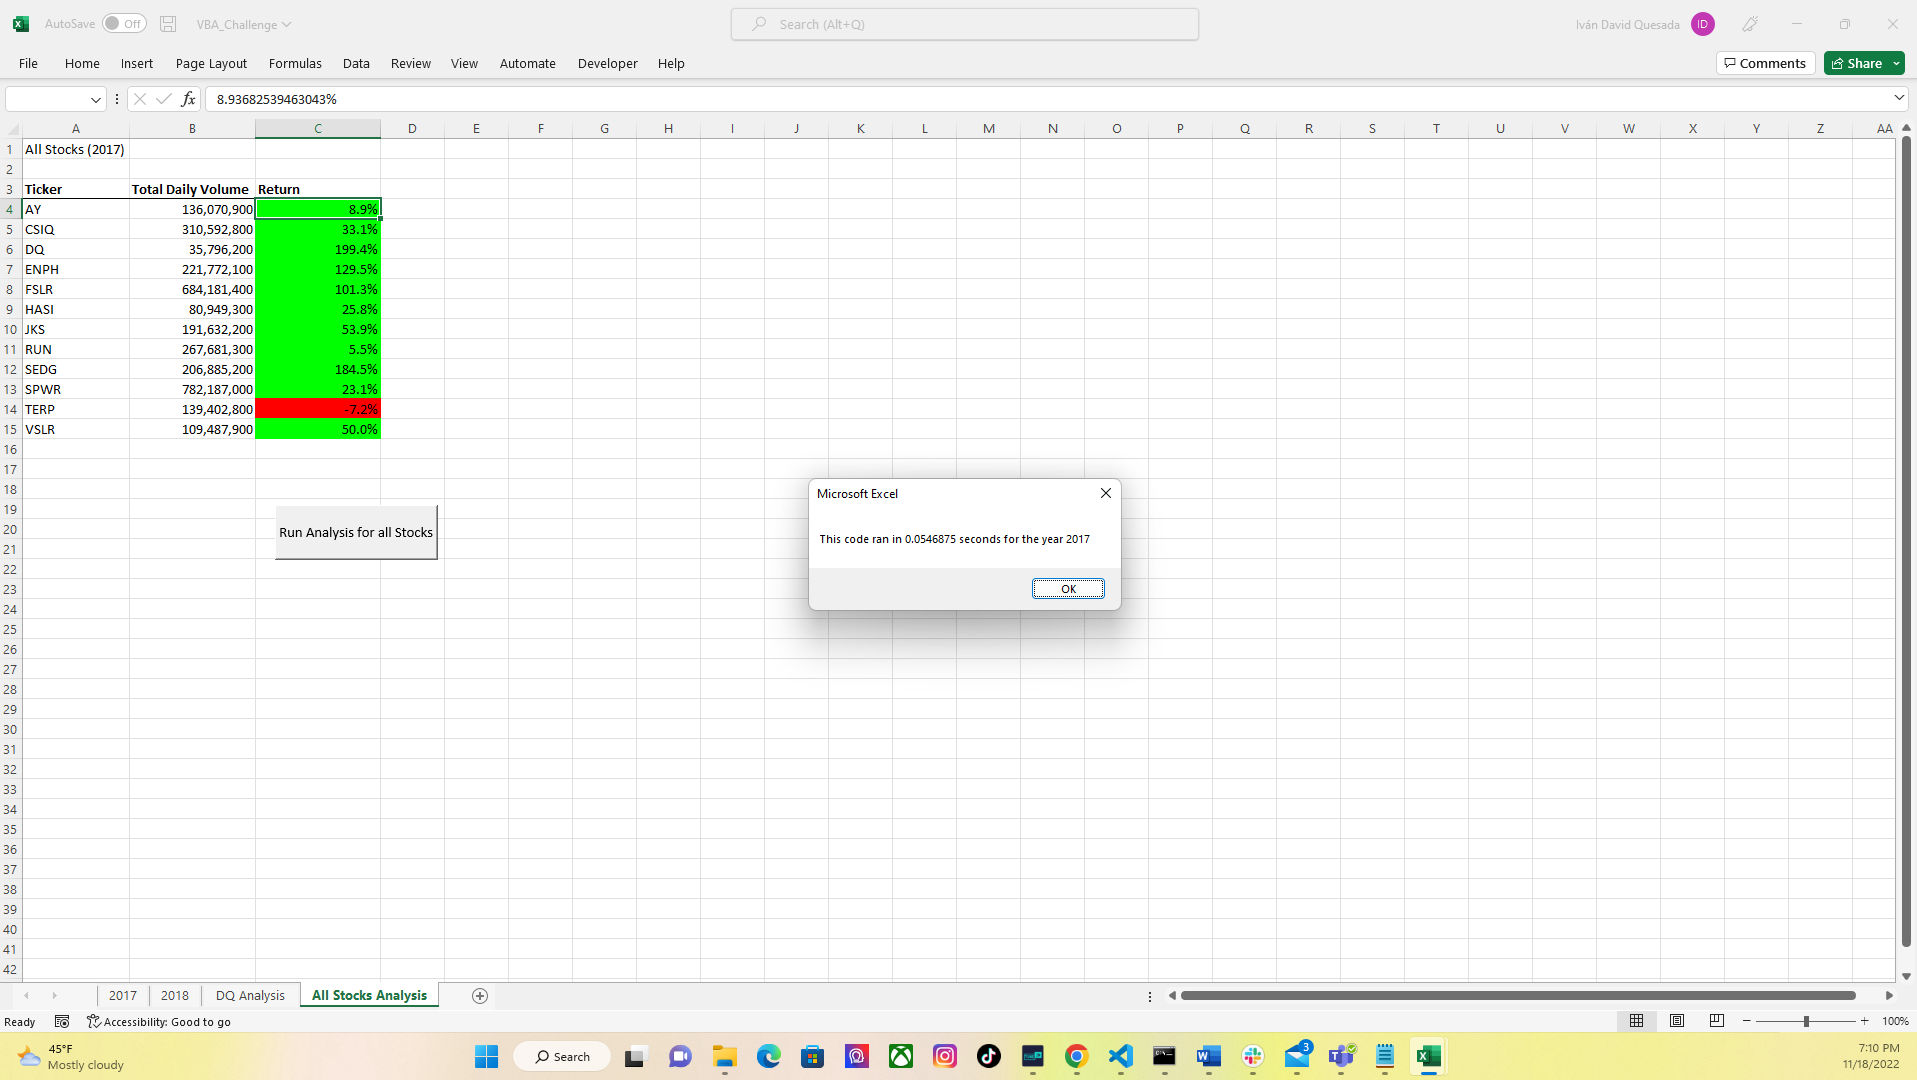 AutoSave Off VBA_Challenge Search (Alt+Q) Iván David Quesada ID
File Home Insert Page Layout Formulas Data Review View Automate Developer Help Comments Share
fx 8.93682539463043%
A B C D E F G H I J K L M N O P Q R S T U V W X Y Z AA
1 All Stocks (2017)
2
3 Ticker Total Daily Volume Return
4 AY 136,070,900 8.9%
5 CSIQ 310,592,800 33.1%
6 DQ 35,796,200 199.4%
7 ENPH 221,772,100 129.5%
8 FSLR 684,181,400 101.3%
9 HASI 80,949,300 25.8%
10 JKS 191,632,200 53.9%
11 RUN 267,681,300 5.5%
12 SEDG 206,885,200 184.5%
13 SPWR 782,187,000 23.1%
14 TERP 139,402,800 -7.2%
15 VSLR 109,487,900 50.0%
16
17
18
19
20
21
22
23
24
25
26
27
28
29
30
31
32
33
34
35
36
37
38
39
40
41
42
Run Analysis for all Stocks
Microsoft Excel
This code ran in 0.0546875 seconds for the year 2017
OK
2017 2018 DQ Analysis All Stocks Analysis
Ready Accessibility: Good to go 100%
45°F
Mostly cloudy
Search
3
7:10 PM
11/18/2022